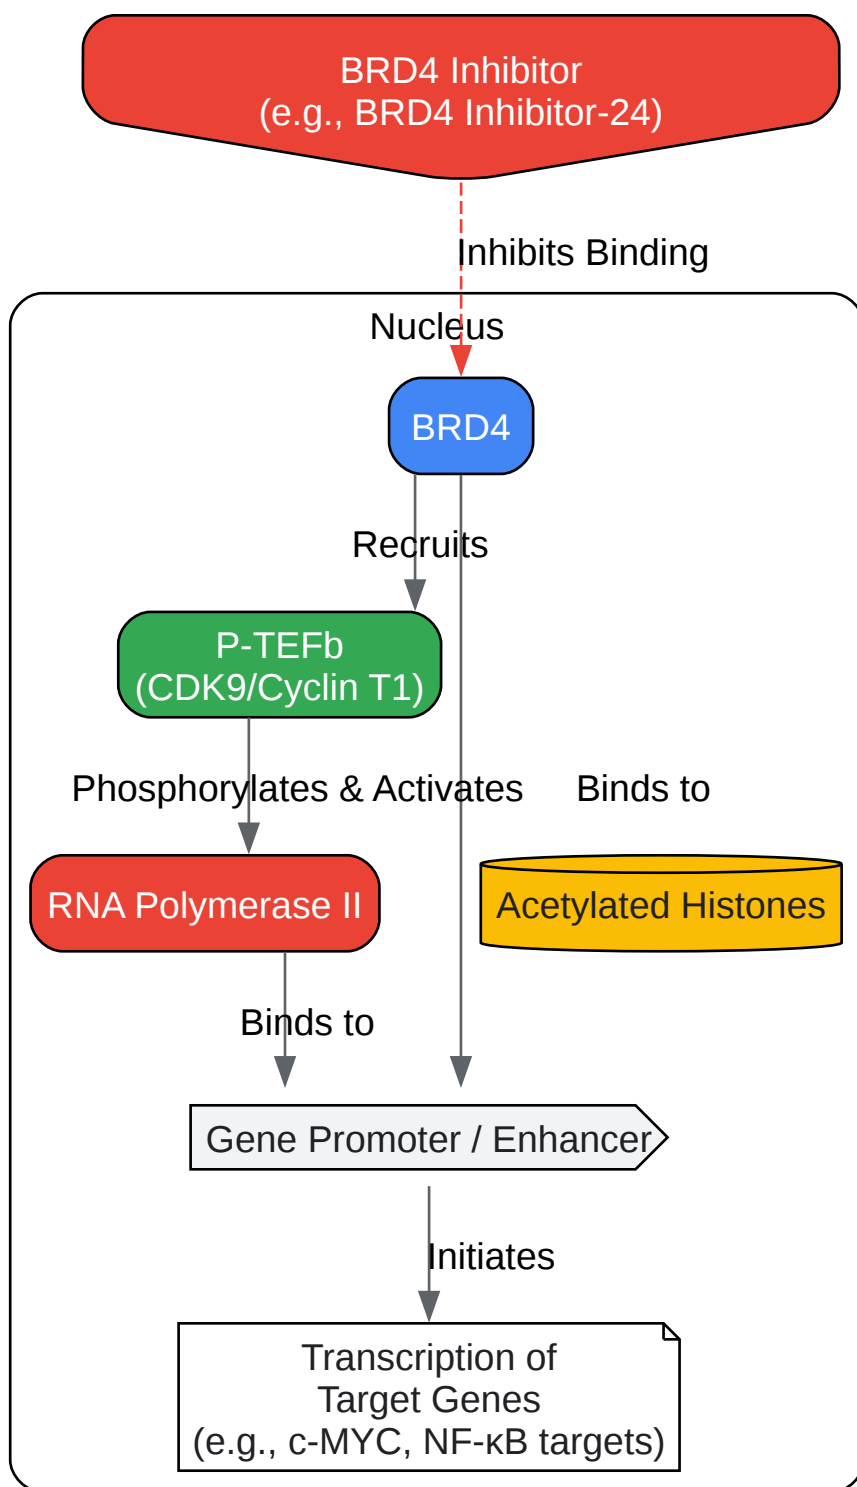 BRD4 Inhibitor
(e.g., BRD4 Inhibitor-24)
Inhibits Binding
Nucleus
BRD4
Recruits
P-TEFb
(CDK9/Cyclin T1)
Phosphorylates & Activates
Binds to
RNA Polymerase II
Acetylated Histones
Binds to
Gene Promoter / Enhancer
Initiates
Transcription of
Target Genes
(e.g., c-MYC, NF-κB targets)